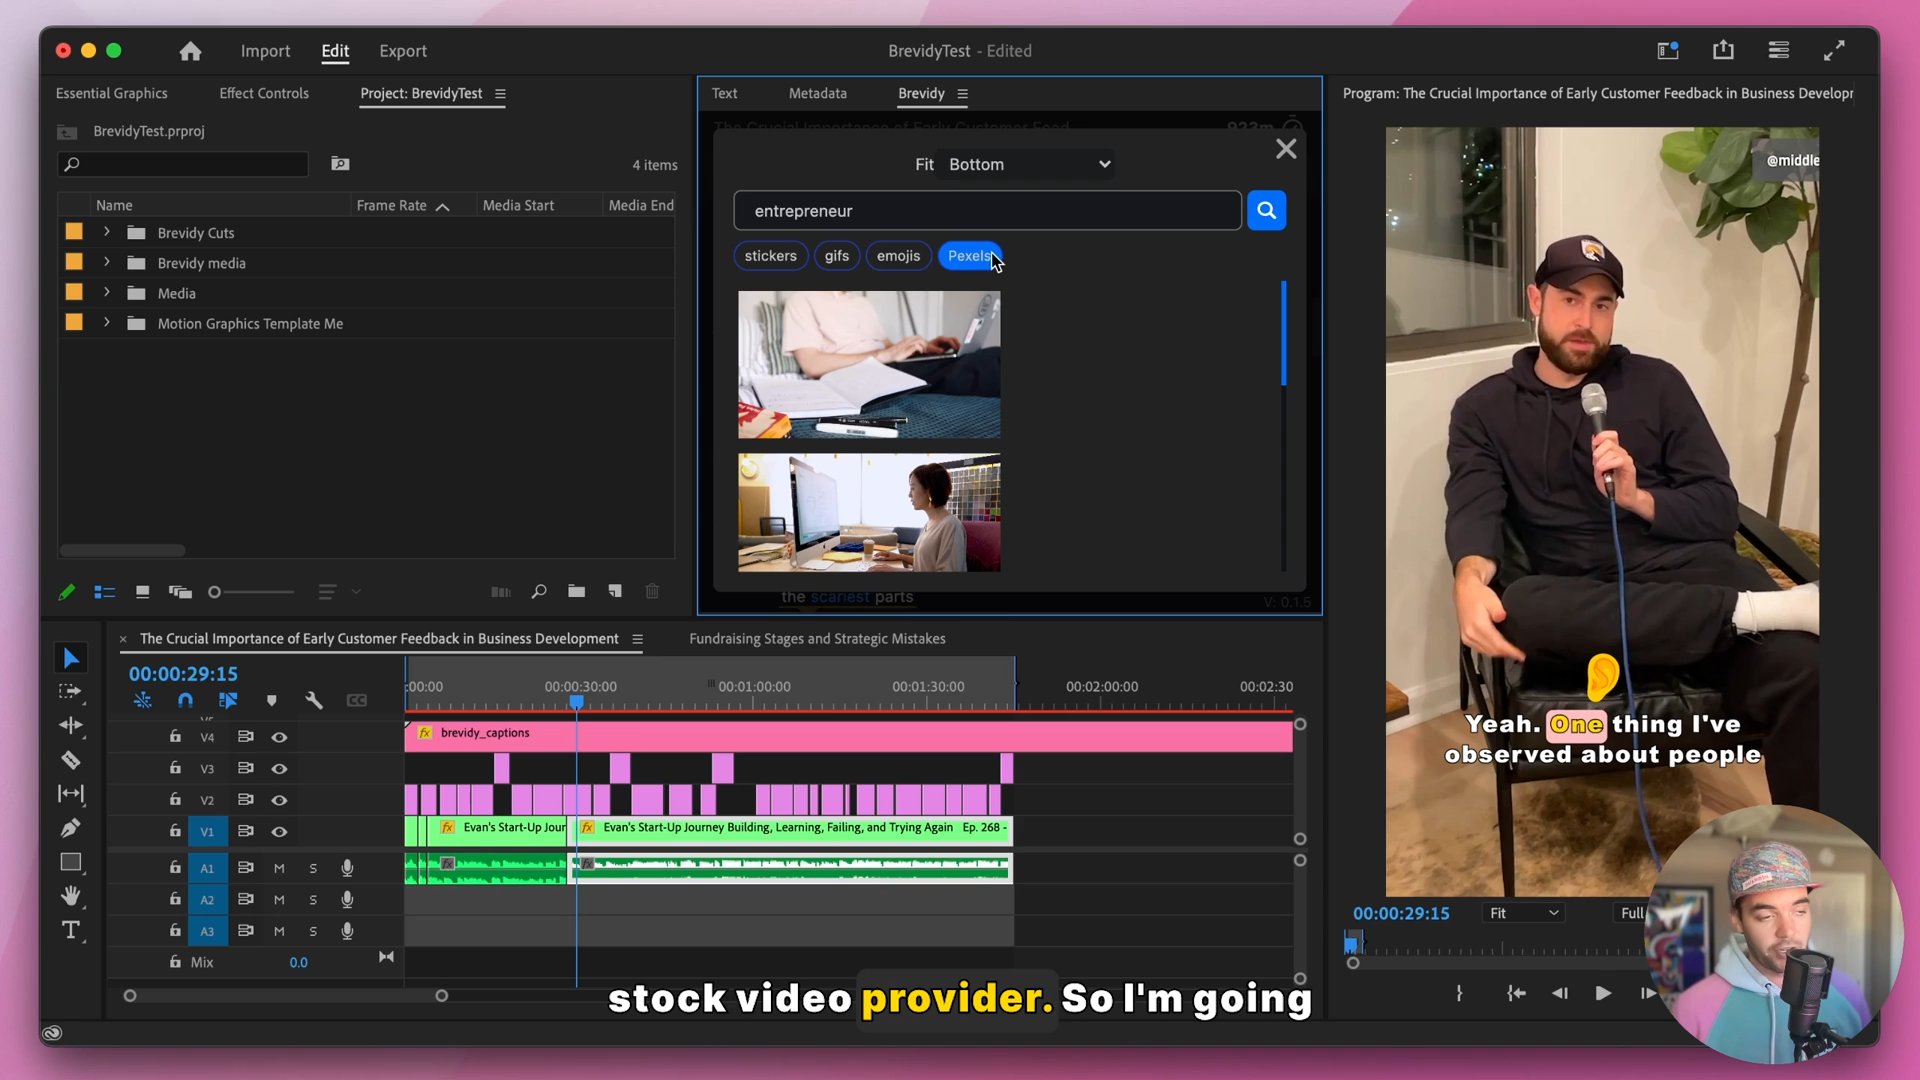 Import
Edit
Export
BrevidyTest - Edited
Essential Graphics
Effect Controls
Project: BrevidyTest
BrevidyTest.prproj
4 items
Name
Frame Rate
Media Start
Media End
Brevidy Cuts
Brevidy media
Media
Motion Graphics Template Me
Text
Metadata
Brevidy
The Crucial Importance of Early Customer Feed
923m
Fit
Bottom
entrepreneur
stickers
gifs
emojis
Pexels
the scariest parts
V: 0.1.5
Program: The Crucial Importance of Early Customer Feedback in Business Developr
@middle
Yeah. One thing I've
observed about people
00:00:29:15
Fit
Full
The Crucial Importance of Early Customer Feedback in Business Development
Fundraising Stages and Strategic Mistakes
00:00:29:15
:00:00
00:00:30:00
00:01:00:00
00:01:30:00
00:02:00:00
00:02:30
V4
fx brevidy_captions
V3
V2
V1
fx Evan's Start-Up Jour
fx Evan's Start-Up Journey Building, Learning, Failing, and Trying Again Ep. 268 -
A1 M S
A2 M S
A3 M S
Mix 0.0
stock video provider. So I'm going